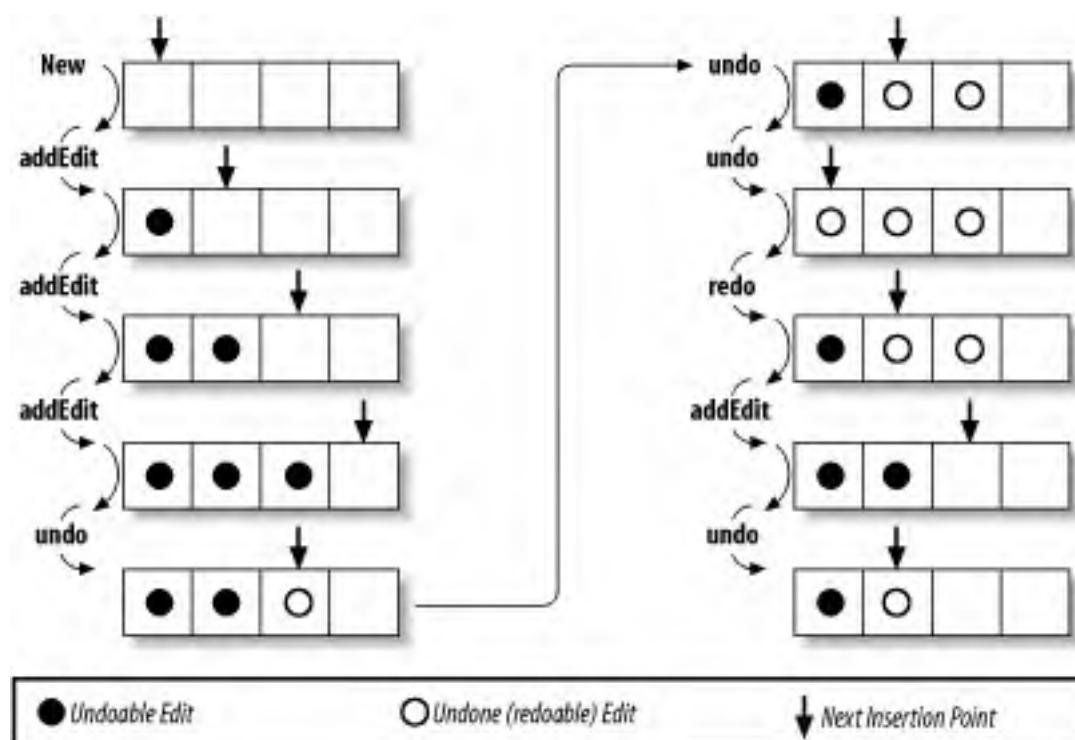 New
addEdit
addEdit
addEdit
undo
undo
undo
redo
addEdit
undo
Undoable Edit
Undone (redoable) Edit
Next Insertion Point